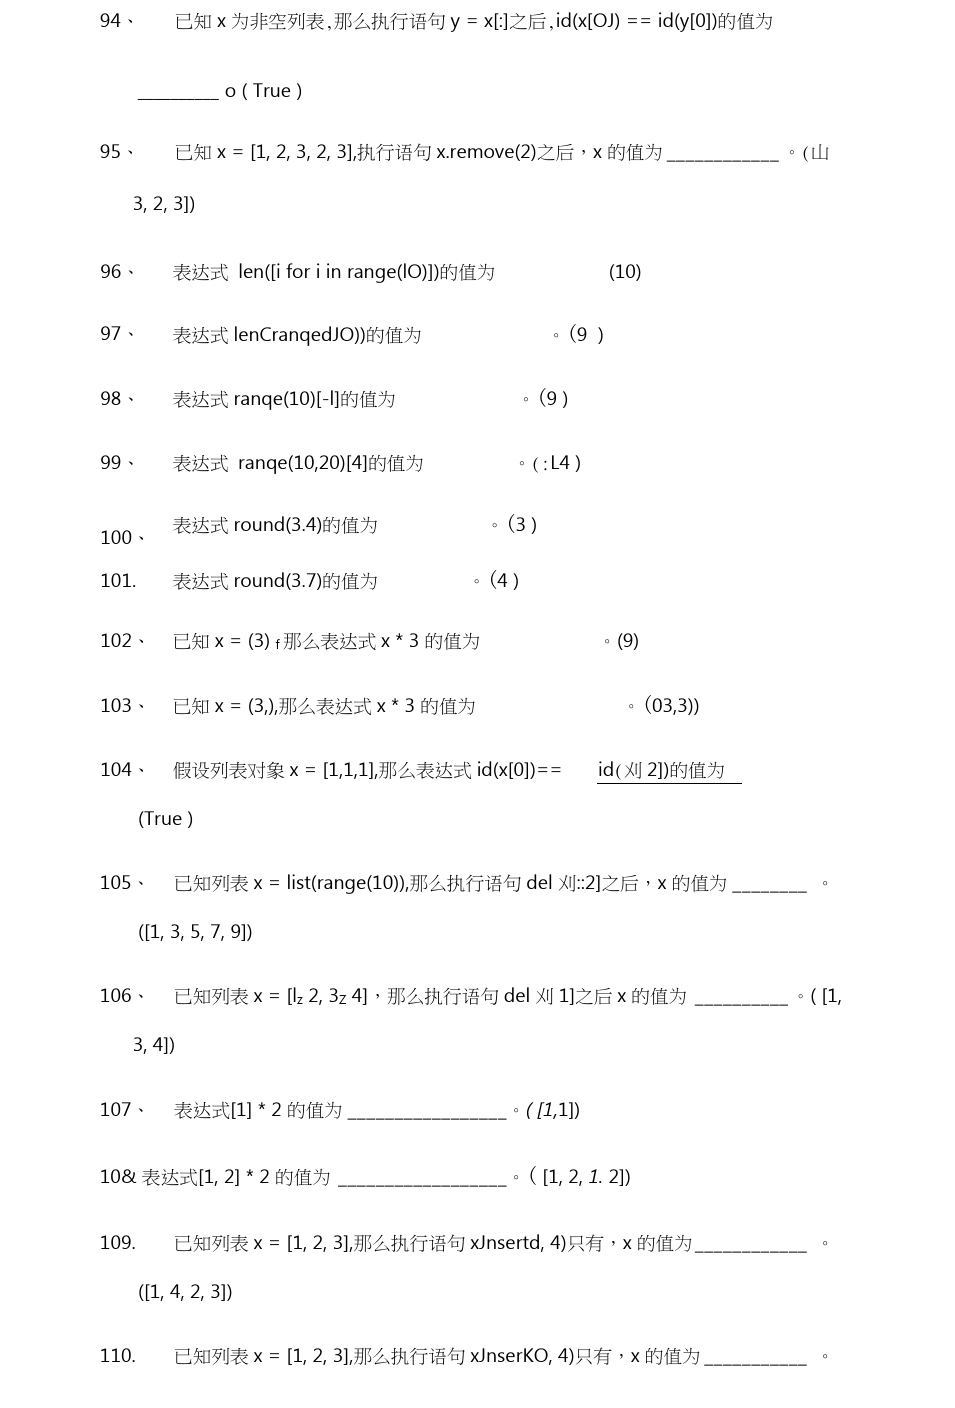 94、 已知 x 为非空列表,那么执行语句 y = x[:]之后,id(x[OJ) == id(y[0])的值为
_________ o ( True )
95、 已知 x = [1, 2, 3, 2, 3],执行语句 x.remove(2)之后，x 的值为 ____________ 。(山
3, 2, 3])
96、 表达式 len([i for i in range(lO)])的值为 (10)
97、 表达式 lenCranqedJO))的值为 。（9 )
98、 表达式 ranqe(10)[-l]的值为 。（9 )
99、 表达式 ranqe(10,20)[4]的值为 。(:L4 )
100、 表达式 round(3.4)的值为 。（3 )
101. 表达式 round(3.7)的值为 。（4 )
102、 已知 x = (3) f 那么表达式 x * 3 的值为 。(9)
103、 已知 x = (3,),那么表达式 x * 3 的值为 。（03,3))
104、 假设列表对象 x = [1,1,1],那么表达式 id(x[0])== id(刈 2])的值为
(True )
105、 已知列表 x = list(range(10)),那么执行语句 del 刈::2]之后，x 的值为 ________ 。
([1, 3, 5, 7, 9])
106、 已知列表 x = [lz 2, 3Z 4]，那么执行语句 del 刈 1]之后 x 的值为 __________ 。( [1,
3, 4])
107、 表达式[1] * 2 的值为 _________________。( [1,1])
10& 表达式[1, 2] * 2 的值为 __________________。（ [1, 2, 1. 2])
109. 已知列表 x = [1, 2, 3],那么执行语句 xJnsertd, 4)只有，x 的值为____________ 。
([1, 4, 2, 3])
110. 已知列表 x = [1, 2, 3],那么执行语句 xJnserKO, 4)只有，x 的值为 ___________ 。